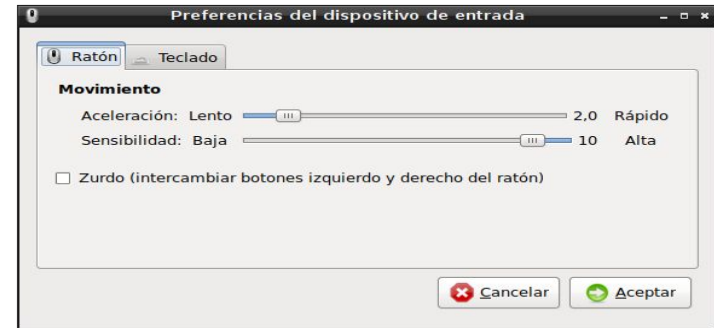 Preferencias del dispositivo de entrada
Ratón Teclado
Movimiento
Aceleración: Lento 2,0 Rápido
Sensibilidad: Baja 10 Alta
Zurdo (intercambiar botones izquierdo y derecho del ratón)
Cancelar Aceptar